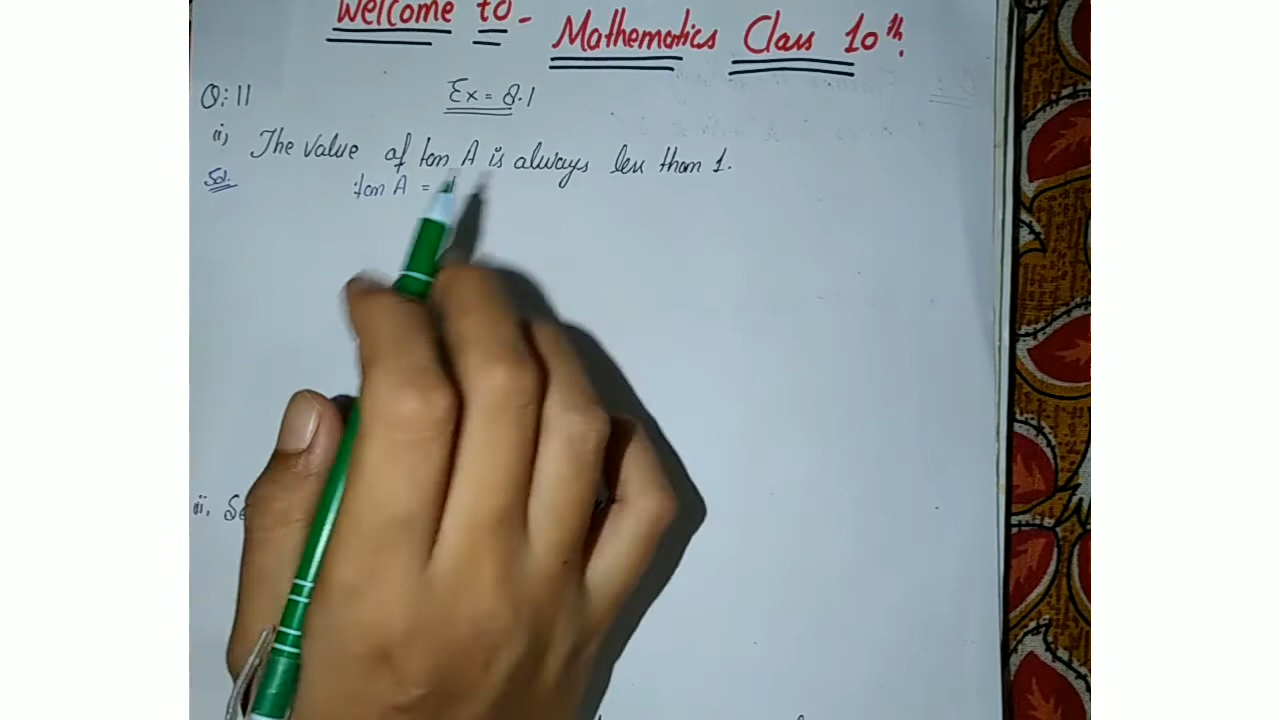 Welcome to - Mathematics Class 10th.
Q: 11
Ex = 8.1
i, The value of tan A is always less than 1.
Sol.
tan A =
ii.